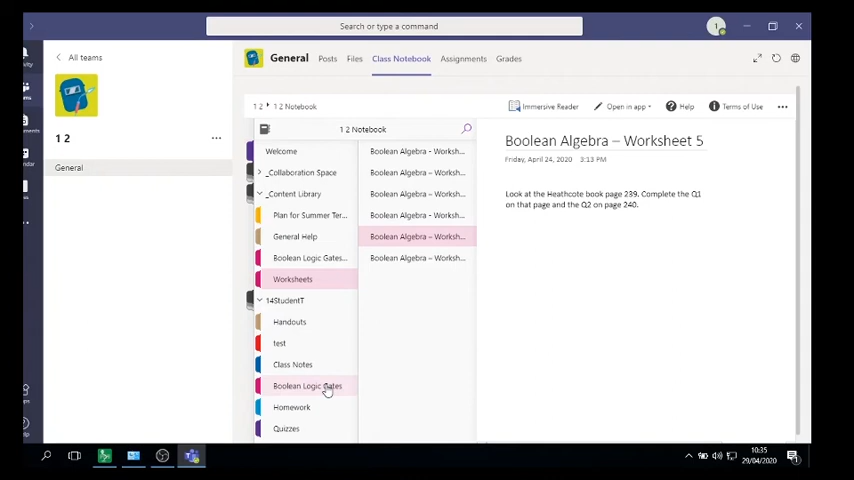 Search or type a command
1
All teams
General Posts Files Class Notebook Assignments Grades
1 2 1 2 Notebook
Immersive Reader Open in app Help Terms of Use
1 2
General
1 2 Notebook
Welcome
_Collaboration Space
_Content Library
Plan for Summer Ter...
General Help
Boolean Logic Gates...
Worksheets
14StudentT
Handouts
test
Class Notes
Boolean Logic Gates
Homework
Quizzes
Boolean Algebra - Worksh...
Boolean Algebra – Worksh...
Boolean Algebra – Worksh...
Boolean Algebra - Worksh...
Boolean Algebra – Worksh...
Boolean Algebra – Worksh...
Boolean Algebra – Worksheet 5
Friday, April 24, 2020 3:13 PM
Look at the Heathcote book page 239. Complete the Q1
on that page and the Q2 on page 240.
10:35
29/04/2020